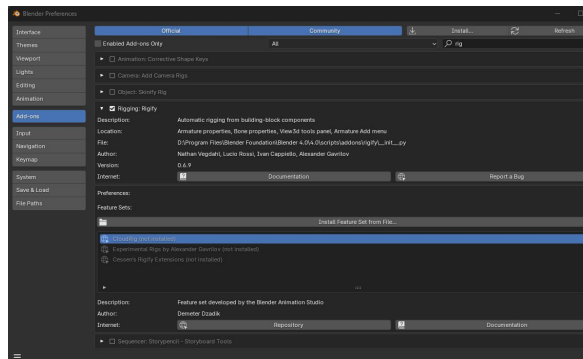 Blender Preferences
Interface
Themes
Viewport
Lights
Editing
Animation
Add-ons
Input
Navigation
Keymap
System
Save & Load
File Paths
Official Community Install... Refresh
Enabled Add-ons Only All rig
Animation: Corrective Shape Keys
Camera: Add Camera Rigs
Object: Skinify Rig
Rigging: Rigify
Description: Automatic rigging from building-block components
Location: Armature properties, Bone properties, View3d tools panel, Armature Add menu
File: D:\Program Files\Blender Foundation\Blender 4.0\4.0\scripts\addons\rigify\__init__.py
Author: Nathan Vegdahl, Lucio Rossi, Ivan Cappiello, Alexander Gavrilov
Version: 0.6.9
Internet: Documentation Report a Bug
Preferences:
Feature Sets:
Install Feature Set from File...
CloudRig (not installed)
Experimental Rigs by Alexander Gavrilov (not installed)
Cessen's Rigify Extensions (not installed)
Description: Feature set developed by the Blender Animation Studio
Author: Demeter Dzadik
Internet: Repository Documentation
Sequencer: Storypencil - Storyboard Tools